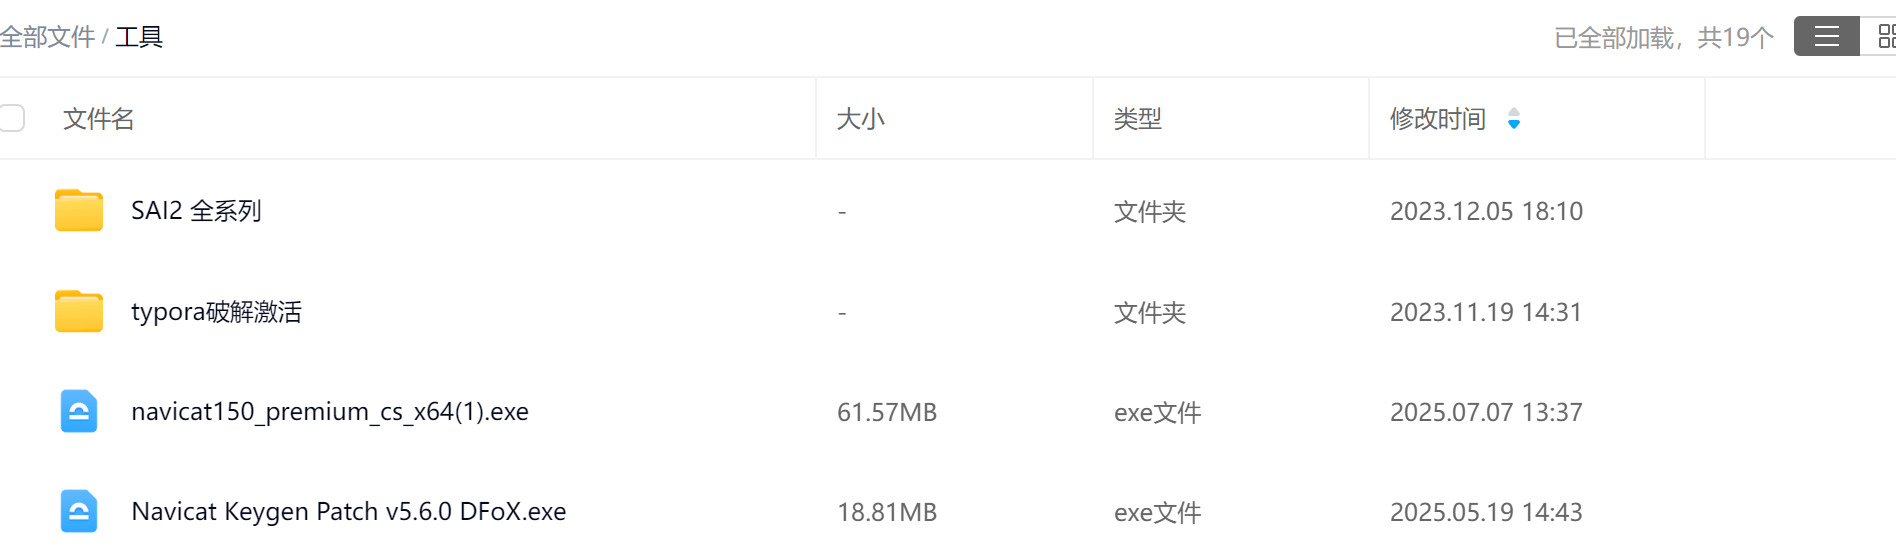 全部文件 / 工具
已全部加载，共19个
文件名 大小 类型 修改时间
SAI2 全系列 - 文件夹 2023.12.05 18:10
typora破解激活 - 文件夹 2023.11.19 14:31
navicat150_premium_cs_x64(1).exe 61.57MB exe文件 2025.07.07 13:37
Navicat Keygen Patch v5.6.0 DFoX.exe 18.81MB exe文件 2025.05.19 14:43